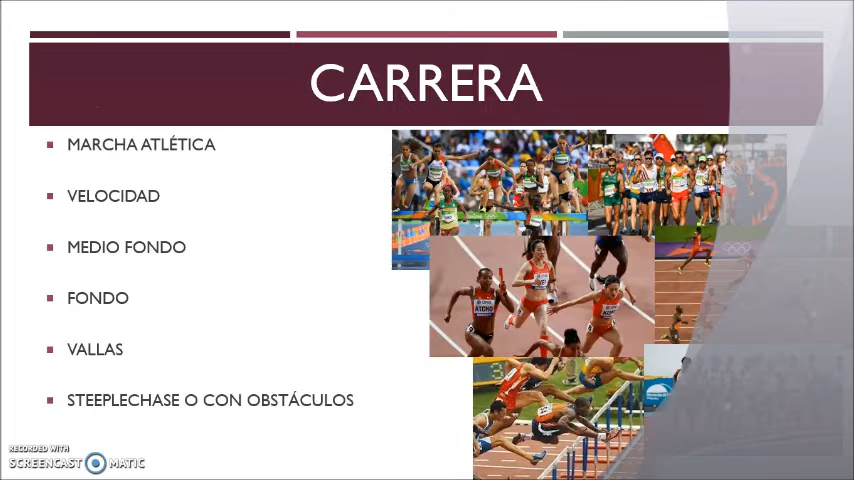 CARRERA
MARCHA ATLÉTICA
VELOCIDAD
MEDIO FONDO
FONDO
VALLAS
STEEPLECHASE O CON OBSTÁCULOS
RECORDED WITH
SCREENCAST MATIC